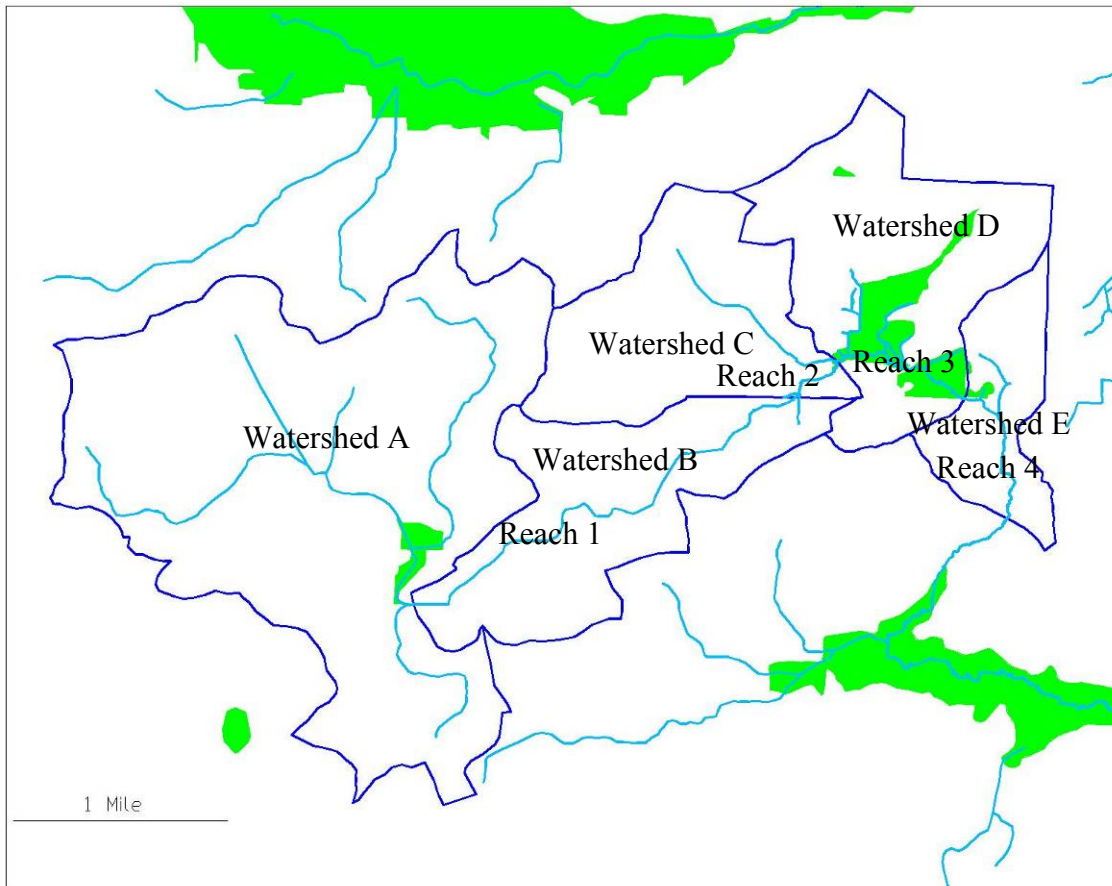 Watershed D
Watershed C
Reach 2
Reach 3
Watershed A
Watershed B
Watershed E
Reach 4
Reach 1
1 Mile